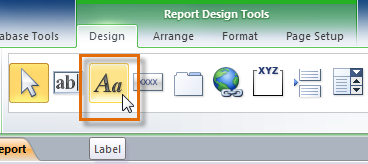 Report Design Tools
abase Tools Design Arrange Format Page Setup
ab
Aa
xxxx
XYZ
eport
Label